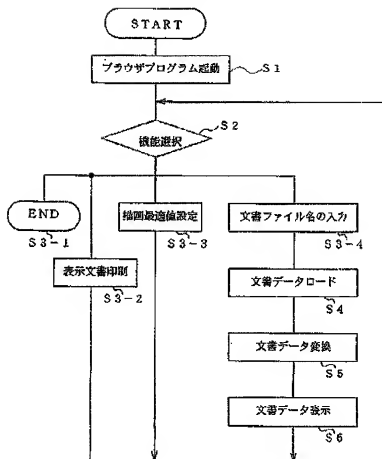 START
ブラウザプログラム起動
S1
機能選択
S2
END
S3-1
表示文書印刷
S3-2
描画最適値設定
S3-3
文書ファイル名の入力
S3-4
文書データロード
S4
文書データ変換
S5
文書データ表示
S6